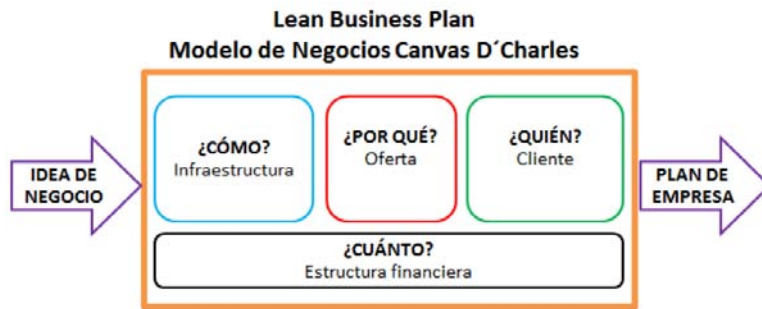 Lean Business Plan
Modelo de Negocios Canvas D´Charles
IDEA DE
NEGOCIO
¿CÓMO?
Infraestructura
¿POR QUÉ?
Oferta
¿QUIÉN?
Cliente
¿CUÁNTO?
Estructura financiera
PLAN DE
EMPRESA